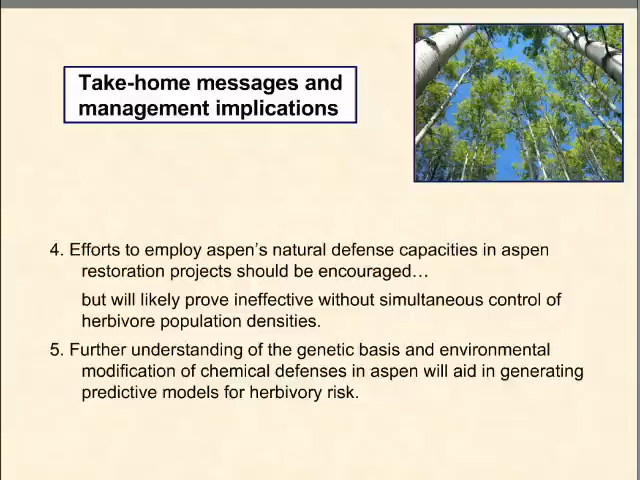 Take-home messages and
management implications
4. Efforts to employ aspen's natural defense capacities in aspen
restoration projects should be encouraged…
but will likely prove ineffective without simultaneous control of
herbivore population densities.
5. Further understanding of the genetic basis and environmental
modification of chemical defenses in aspen will aid in generating
predictive models for herbivory risk.